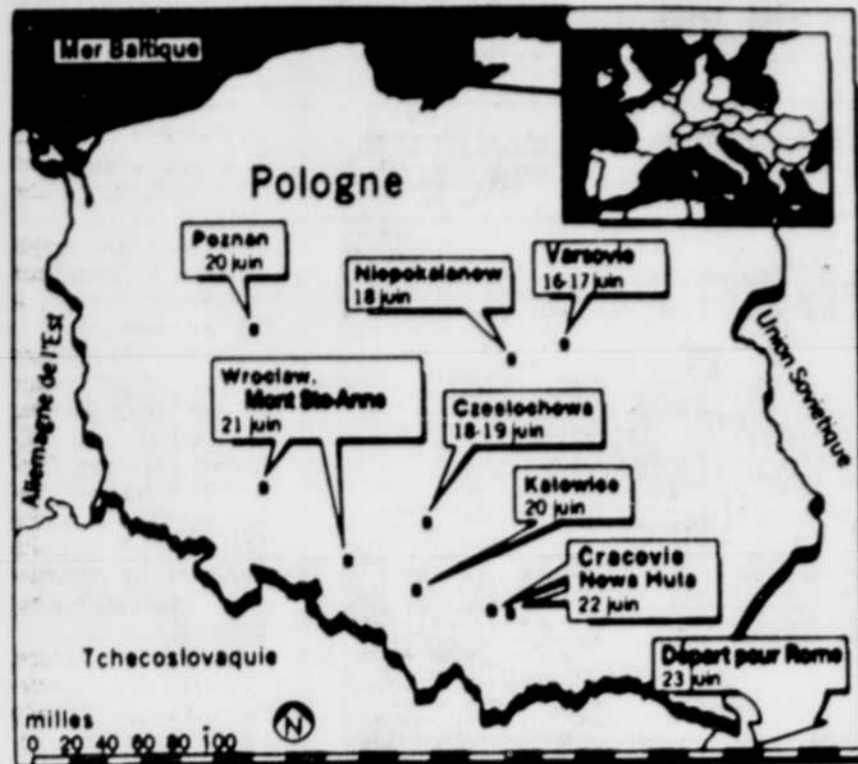 Mer Baltique
Pologne
Poznan
20 juin
Niepokalanow
18 juin
Varsovie
16-17 juin
Allemagne de l'Est
Union Soviétique
Wroclaw,
Mont Ste-Anne
21 juin
Czestochowa
18-19 juin
Katowice
20 juin
Cracovie
Nowa Huta
22 juin
Tchecoslovaquie
Départ pour Rome
23 juin
milles
N
0 20 40 60 80 100